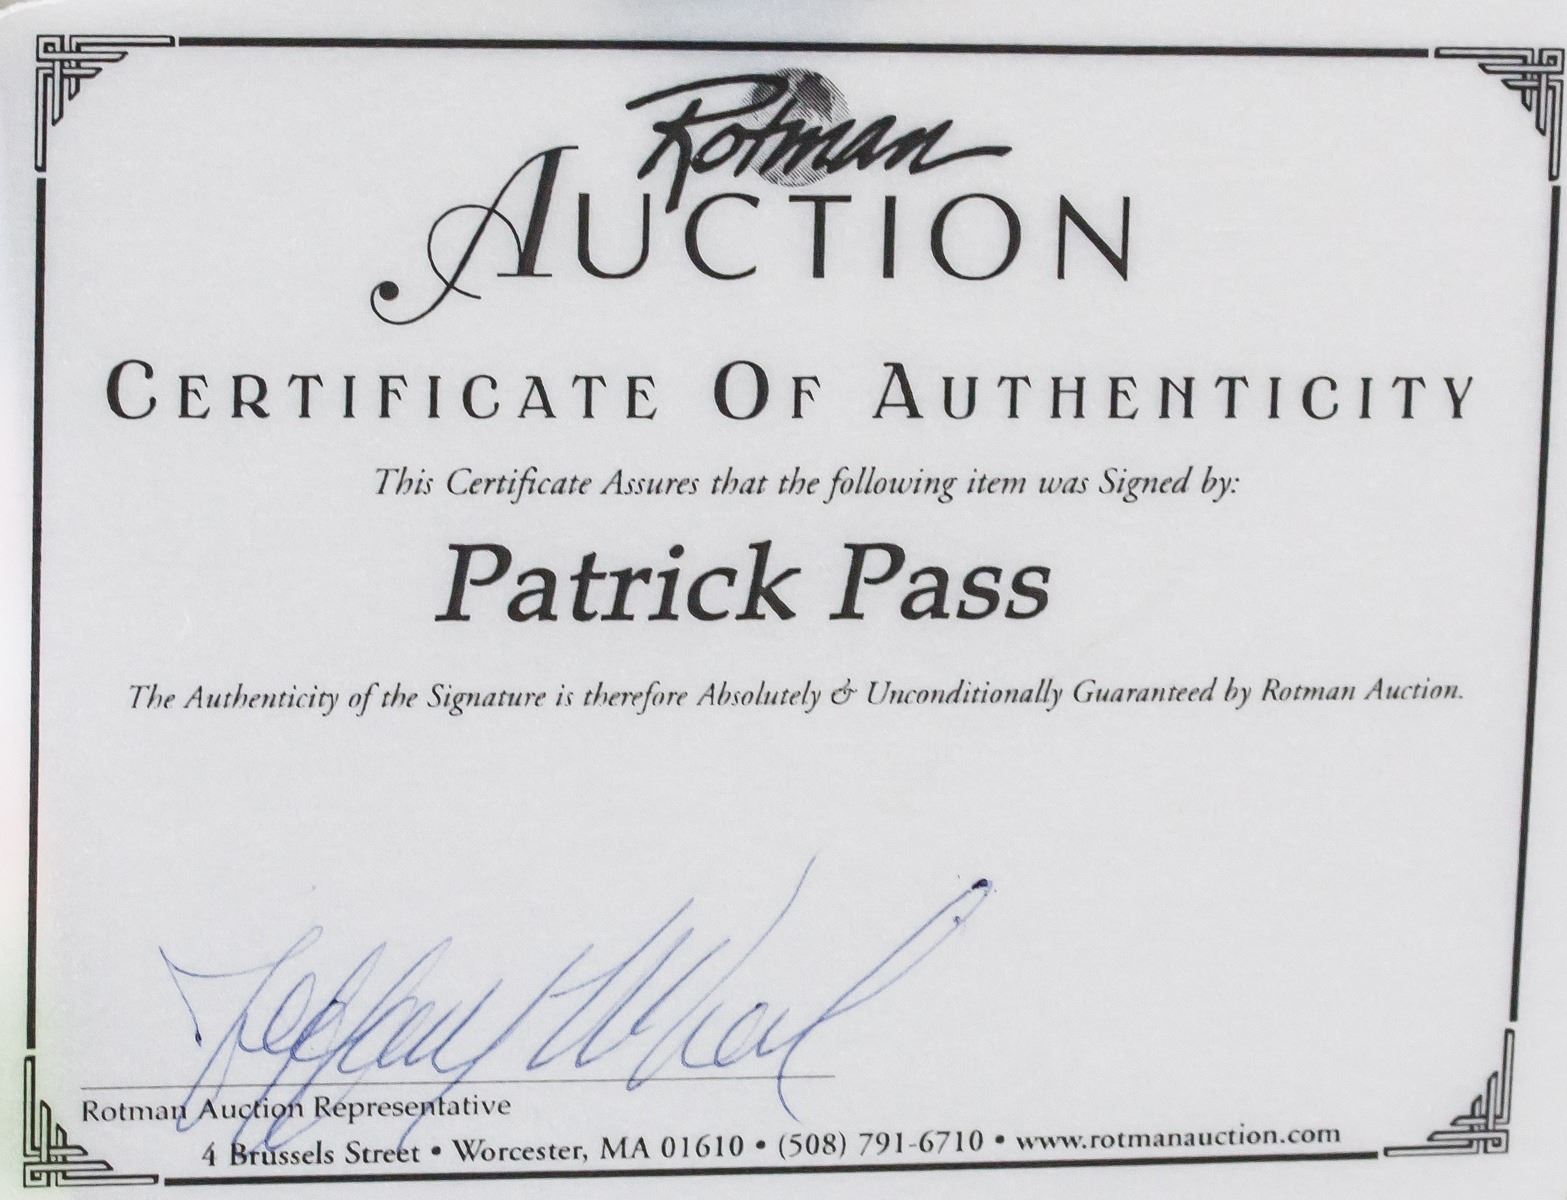 Rotman
AUCTION
CERTIFICATE OF AUTHENTICITY
This Certificate Assures that the following item was Signed by:
Patrick Pass
The Authenticity of the Signature is therefore Absolutely & Unconditionally Guaranteed by Rotman Auction.
Rotman Auction Representative
4 Brussels Street • Worcester, MA 01610 • (508) 791-6710 • www.rotmanauction.com